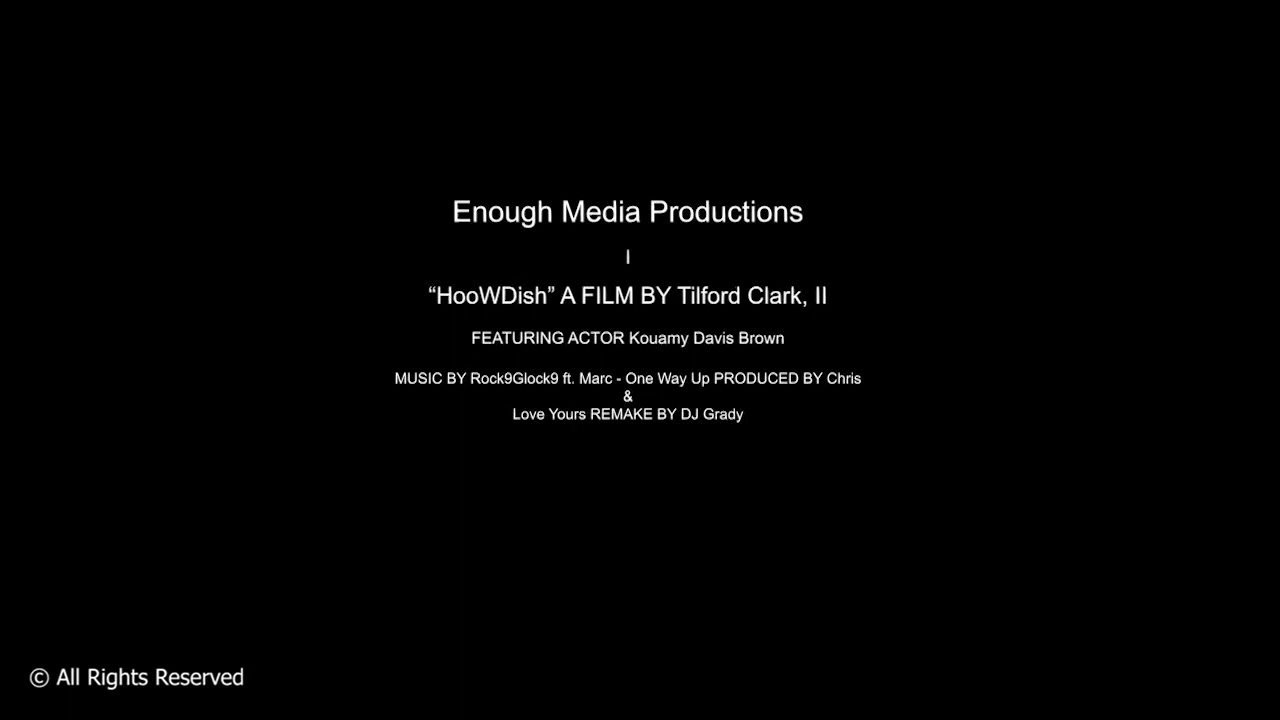 Enough Media Productions
|
“HooWDish” A FILM BY Tilford Clark, II
FEATURING ACTOR Kouamy Davis Brown
MUSIC BY Rock9Glock9 ft. Marc - One Way Up PRODUCED BY Chris
&
Love Yours REMAKE BY DJ Grady
© All Rights Reserved